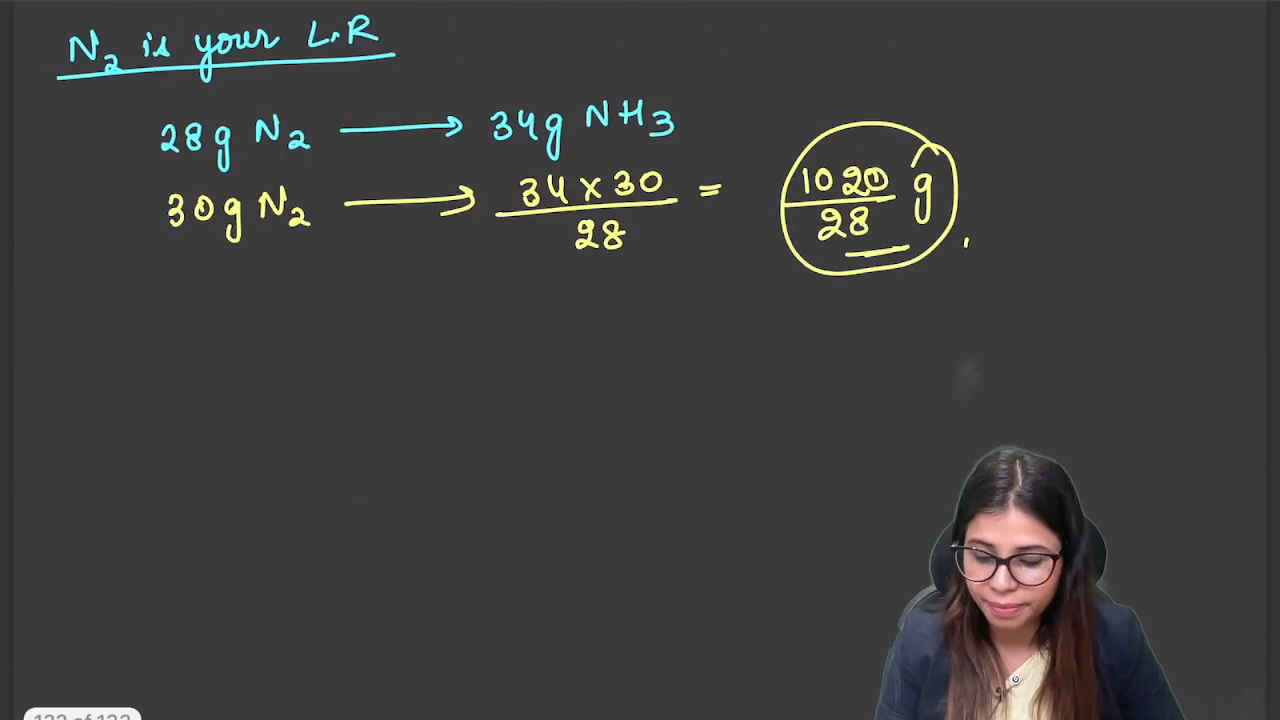 N2 is your L.R
28g N2 ⟶ 34g NH3
30g N2 ⟶ 34 x 30 / 28 = 1020 / 28 g